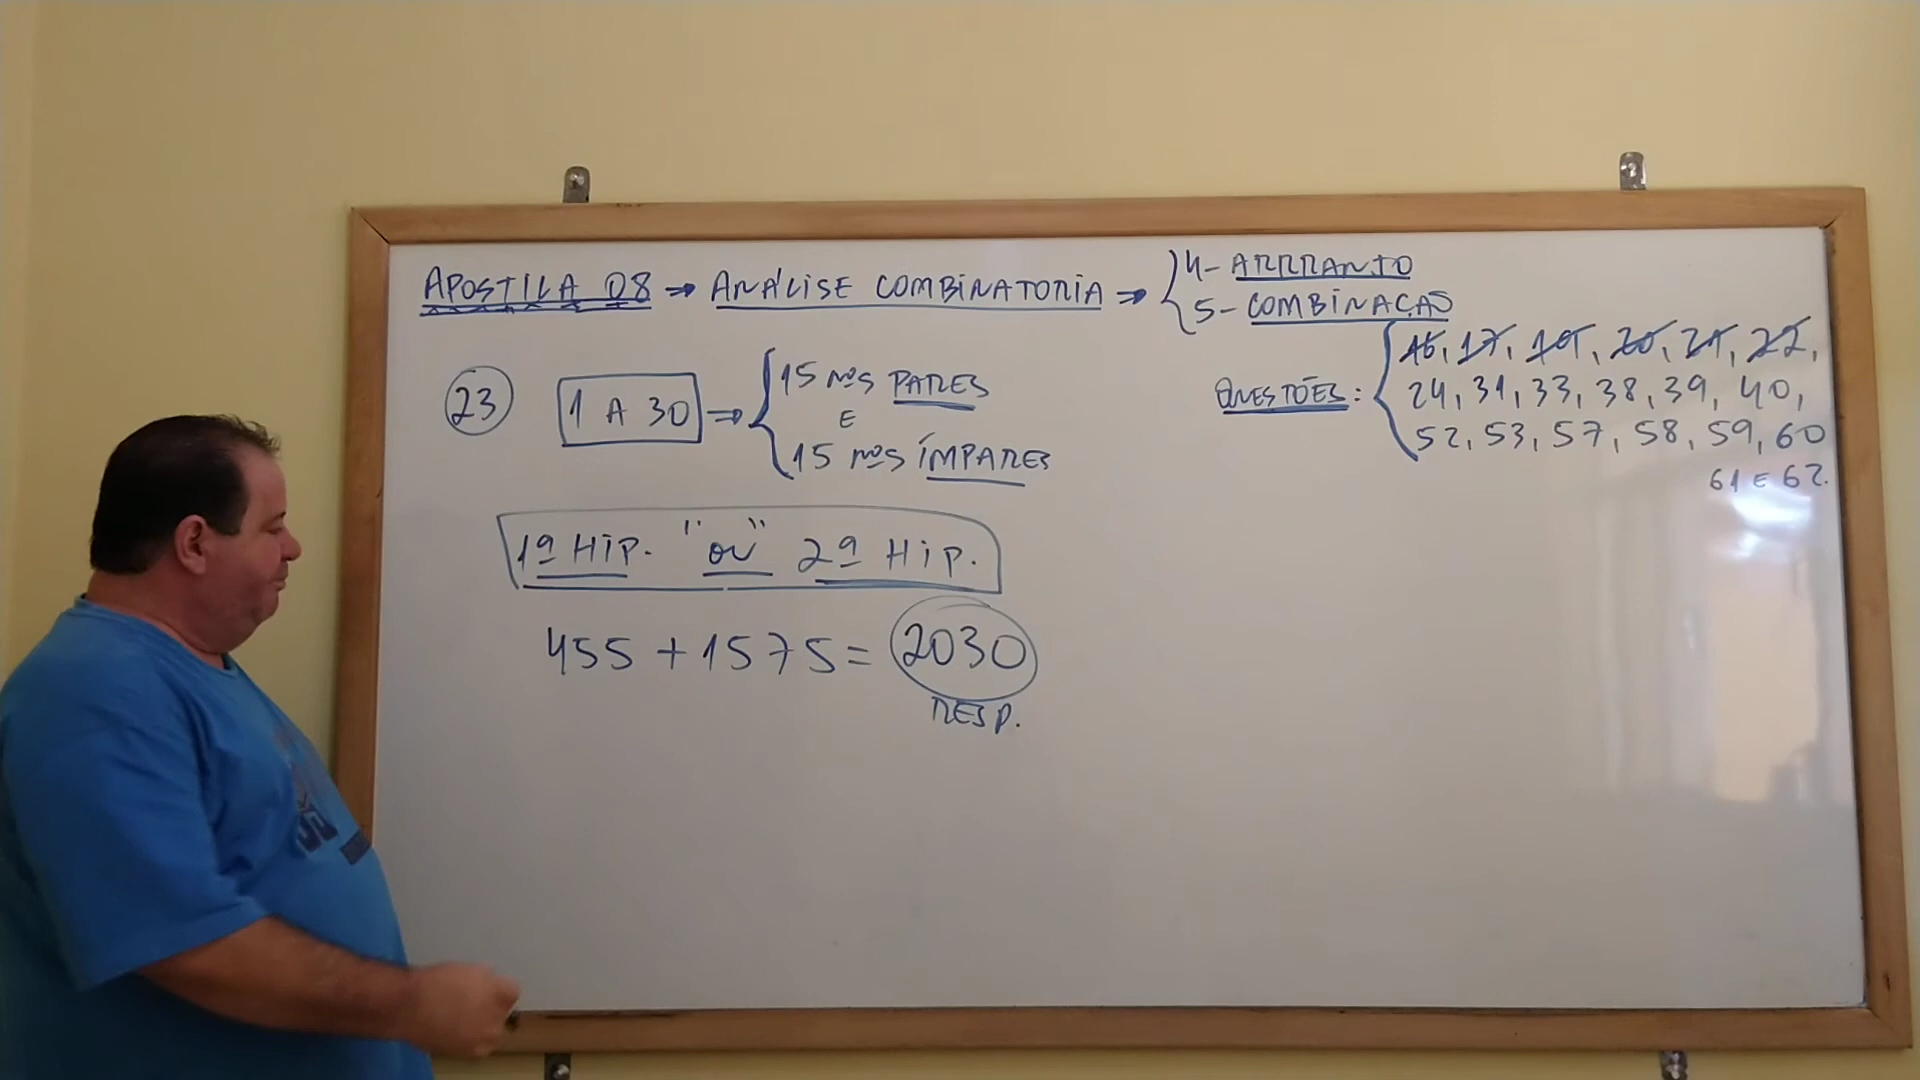 APOSTILA 08 → ANÁLISE COMBINATORIA → { 4- ARRRANJO
5- COMBINAÇÃO
QUESTÕES: { 16, 17, 19, 20, 21, 22,
24, 31, 33, 38, 39, 40,
52, 53, 57, 58, 59, 60
61 E 62.
23 1 A 30 → { 15 nºs PARES
E
15 nºs ÍMPARES
1ª HIP. "OU" 2ª HIP.
455 + 1575 = 2030
RESP.